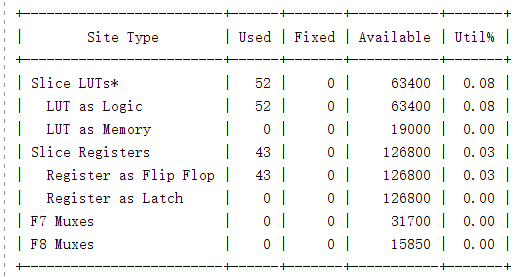 +----------------------------+------+-------+-----------+-------+
|          Site Type         | Used | Fixed | Available | Util% |
+----------------------------+------+-------+-----------+-------+
| Slice LUTs*                |   52 |     0 |     63400 |  0.08 |
|   LUT as Logic             |   52 |     0 |     63400 |  0.08 |
|   LUT as Memory            |    0 |     0 |     19000 |  0.00 |
| Slice Registers            |   43 |     0 |    126800 |  0.03 |
|   Register as Flip Flop    |   43 |     0 |    126800 |  0.03 |
|   Register as Latch        |    0 |     0 |    126800 |  0.00 |
| F7 Muxes                   |    0 |     0 |     31700 |  0.00 |
| F8 Muxes                   |    0 |     0 |     15850 |  0.00 |
+----------------------------+------+-------+-----------+-------+